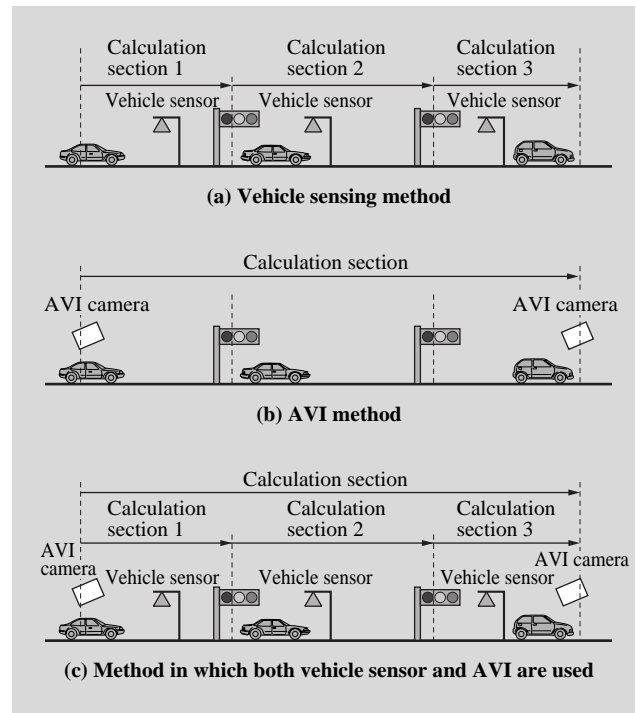 Calculation section 1
Calculation section 2
Calculation section 3
Vehicle sensor
Vehicle sensor
Vehicle sensor
(a) Vehicle sensing method
Calculation section
AVI camera
AVI camera
(b) AVI method
Calculation section
Calculation section 1
Calculation section 2
Calculation section 3
AVI camera
AVI camera
Vehicle sensor
Vehicle sensor
Vehicle sensor
(c) Method in which both vehicle sensor and AVI are used